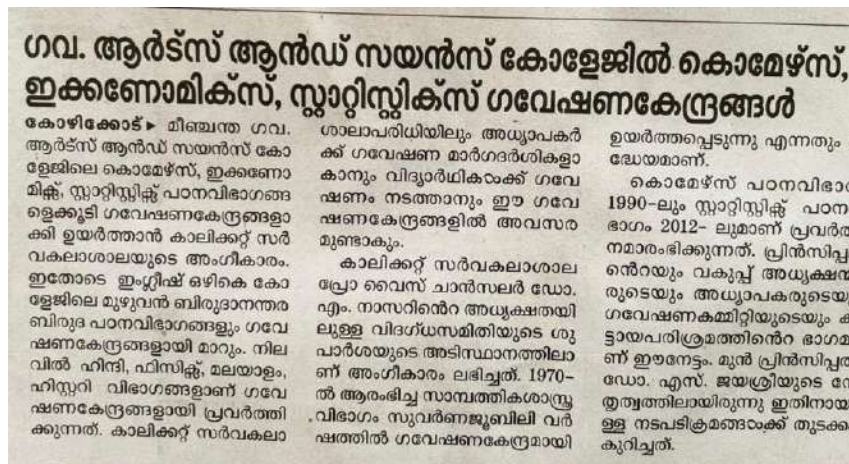 ഗവ. ആർട്സ് ആൻഡ് സയൻസ് കോളേജിൽ കൊമേഴ്സ്,
ഇക്കണോമിക്സ്, സ്റ്റാറ്റിസ്റ്റിക്സ് ഗവേഷണകേന്ദ്രങ്ങൾ
കോഴിക്കോട്▸ മീഞ്ചന്ത ഗവ.
ആർട്സ് ആൻഡ് സയൻസ് കോ
ളേജിലെ കൊമേഴ്സ്, ഇക്കണോ
മിക്സ്, സ്റ്റാറ്റിസ്റ്റിക്സ് പഠനവിഭാഗങ്ങ
ളെക്കൂടി ഗവേഷണകേന്ദ്രങ്ങളാ
ക്കി ഉയർത്താൻ കാലിക്കറ്റ് സർ
വകലാശാലയുടെ അംഗീകാരം.
ഇതോടെ ഇംഗ്ലീഷ് ഒഴികെ കോ
ളേജിലെ മുഴുവൻ ബിരുദാനന്തര
ബിരുദ പഠനവിഭാഗങ്ങളും ഗവേ
ഷണകേന്ദ്രങ്ങളായി മാറും. നില
വിൽ ഹിന്ദി, ഫിസിക്സ്, മലയാളം,
ഹിസ്റ്ററി വിഭാഗങ്ങളാണ് ഗവേ
ഷണകേന്ദ്രങ്ങളായി പ്രവർത്തി
ക്കുന്നത്. കാലിക്കറ്റ് സർവകലാ
ശാലാപരിധിയിലും അധ്യാപകർ
ക്ക് ഗവേഷണ മാർഗദർശികളാ
കാനും വിദ്യാർഥികൾക്ക് ഗവേ
ഷണം നടത്താനും ഈ ഗവേ
ഷണകേന്ദ്രങ്ങളിൽ അവസര
മുണ്ടാകും.
കാലിക്കറ്റ് സർവകലാശാല
പ്രോ വൈസ് ചാൻസലർ ഡോ.
എം. നാസറിൻെറ അധ്യക്ഷതയി
ലുള്ള വിദഗ്ധസമിതിയുടെ ശു
പാർശയുടെ അടിസ്ഥാനത്തിലാ
ണ് അംഗീകാരം ലഭിച്ചത്. 1970-
ൽ ആരംഭിച്ച സാമ്പത്തികശാസ്ത്ര
വിഭാഗം സുവർണജൂബിലി വർ
ഷത്തിൽ ഗവേഷണകേന്ദ്രമായി
ഉയർത്തപ്പെടുന്നു എന്നതും
ദ്ധേയമാണ്.
കൊമേഴ്സ് പഠനവിഭാ
1990-ലും സ്റ്റാറ്റിസ്റ്റിക്സ് പഠന
ഭാഗം 2012- ലുമാണ് പ്രവർത്
നമാരംഭിക്കുന്നത്. പ്രിൻസിപ്പ
ൻെറയും വകുപ്പ് അധ്യക്ഷന്
രുടെയും അധ്യാപകരുടെയു
ഗവേഷണകമ്മിറ്റിയുടെയും ക
ട്ടായപരിശ്രമത്തിൻെറ ഭാഗമ
ണ് ഈനേട്ടം. മുൻ പ്രിൻസിപ്പ
ഡോ. എസ്. ജയശ്രീയുടെ നേ
തൃത്വത്തിലായിരുന്നു ഇതിനായ
ള്ള നടപടിക്രമങ്ങൾക്ക് തുടക്ക
കുറിച്ചത്.